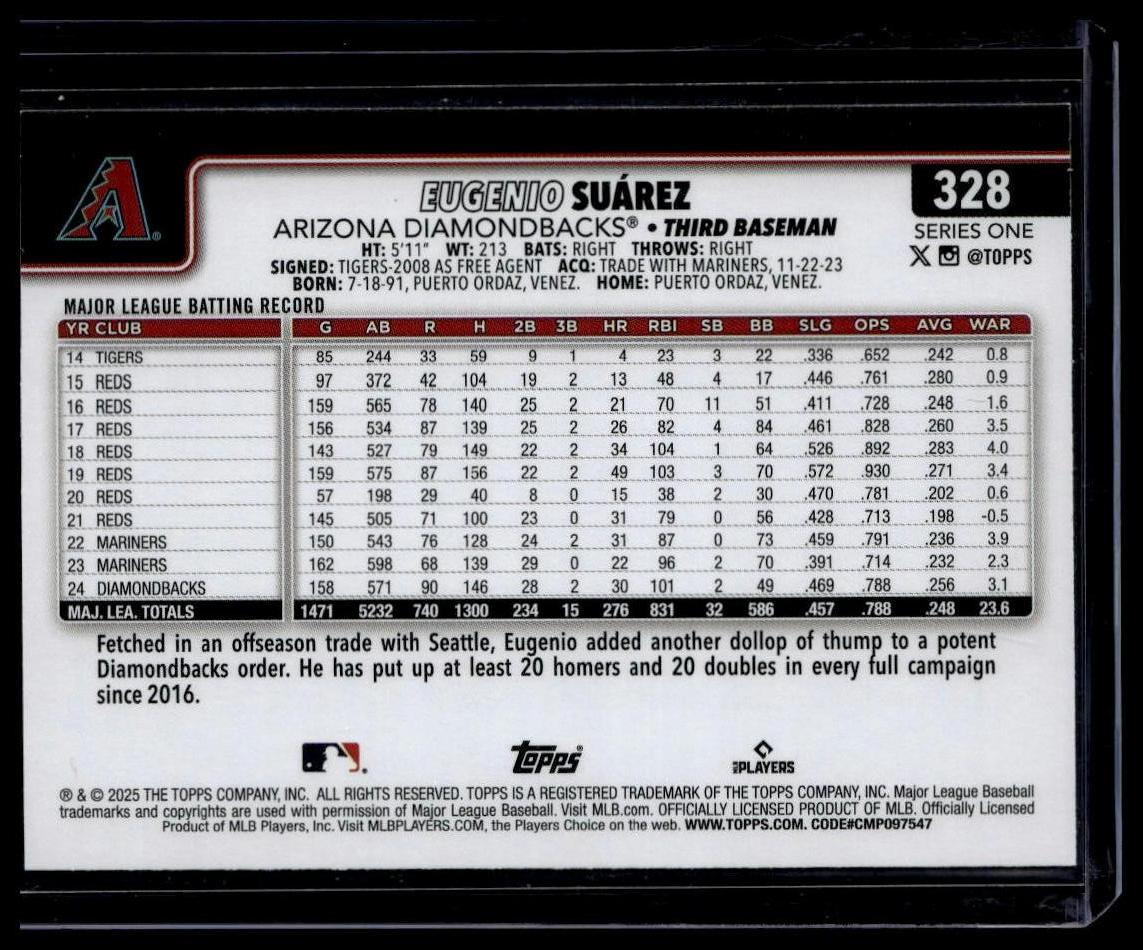 EUGENIO SUÁREZ
328
ARIZONA DIAMONDBACKS® • THIRD BASEMAN
SERIES ONE
HT: 5'11" WT: 213 BATS: RIGHT THROWS: RIGHT
@TOPPS
SIGNED: TIGERS-2008 AS FREE AGENT ACQ: TRADE WITH MARINERS, 11-22-23
BORN: 7-18-91, PUERTO ORDAZ, VENEZ. HOME: PUERTO ORDAZ, VENEZ.
MAJOR LEAGUE BATTING RECORD
YR CLUB G AB R H 2B 3B HR RBI SB BB SLG OPS AVG WAR
14 TIGERS 85 244 33 59 9 1 4 23 3 22 .336 .652 .242 0.8
15 REDS 97 372 42 104 19 2 13 48 4 17 .446 .761 .280 0.9
16 REDS 159 565 78 140 25 2 21 70 11 51 .411 .728 .248 1.6
17 REDS 156 534 87 139 25 2 26 82 4 84 .461 .828 .260 3.5
18 REDS 143 527 79 149 22 2 34 104 1 64 .526 .892 .283 4.0
19 REDS 159 575 87 156 22 2 49 103 3 70 .572 .930 .271 3.4
20 REDS 57 198 29 40 8 0 15 38 2 30 .470 .781 .202 0.6
21 REDS 145 505 71 100 23 0 31 79 0 56 .428 .713 .198 -0.5
22 MARINERS 150 543 76 128 24 2 31 87 0 73 .459 .791 .236 3.9
23 MARINERS 162 598 68 139 29 0 22 96 2 70 .391 .714 .232 2.3
24 DIAMONDBACKS 158 571 90 146 28 2 30 101 2 49 .469 .788 .256 3.1
MAJ. LEA. TOTALS 1471 5232 740 1300 234 15 276 831 32 586 .457 .788 .248 23.6
Fetched in an offseason trade with Seattle, Eugenio added another dollop of thump to a potent
Diamondbacks order. He has put up at least 20 homers and 20 doubles in every full campaign
since 2016.
Topps®
MLB PLAYERS
® & © 2025 THE TOPPS COMPANY, INC. ALL RIGHTS RESERVED. TOPPS IS A REGISTERED TRADEMARK OF THE TOPPS COMPANY, INC. Major League Baseball
trademarks and copyrights are used with permission of Major League Baseball. Visit MLB.com. OFFICIALLY LICENSED PRODUCT OF MLB. Officially Licensed
Product of MLB Players, Inc. Visit MLBPLAYERS.COM, the Players Choice on the web. WWW.TOPPS.COM. CODE#CMP097547